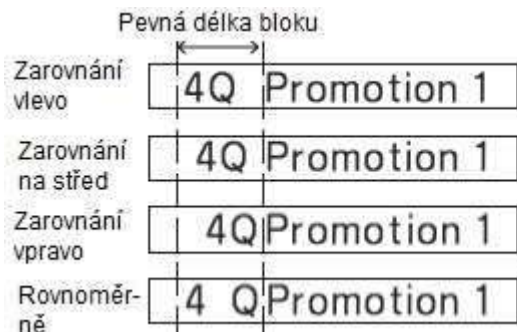 Pevná délka bloku
Zarovnání
vlevo
4Q Promotion 1
Zarovnání
na střed
4Q Promotion 1
Zarovnání
vpravo
4Q Promotion 1
Rovnoměr-
ně
4 Q Promotion 1